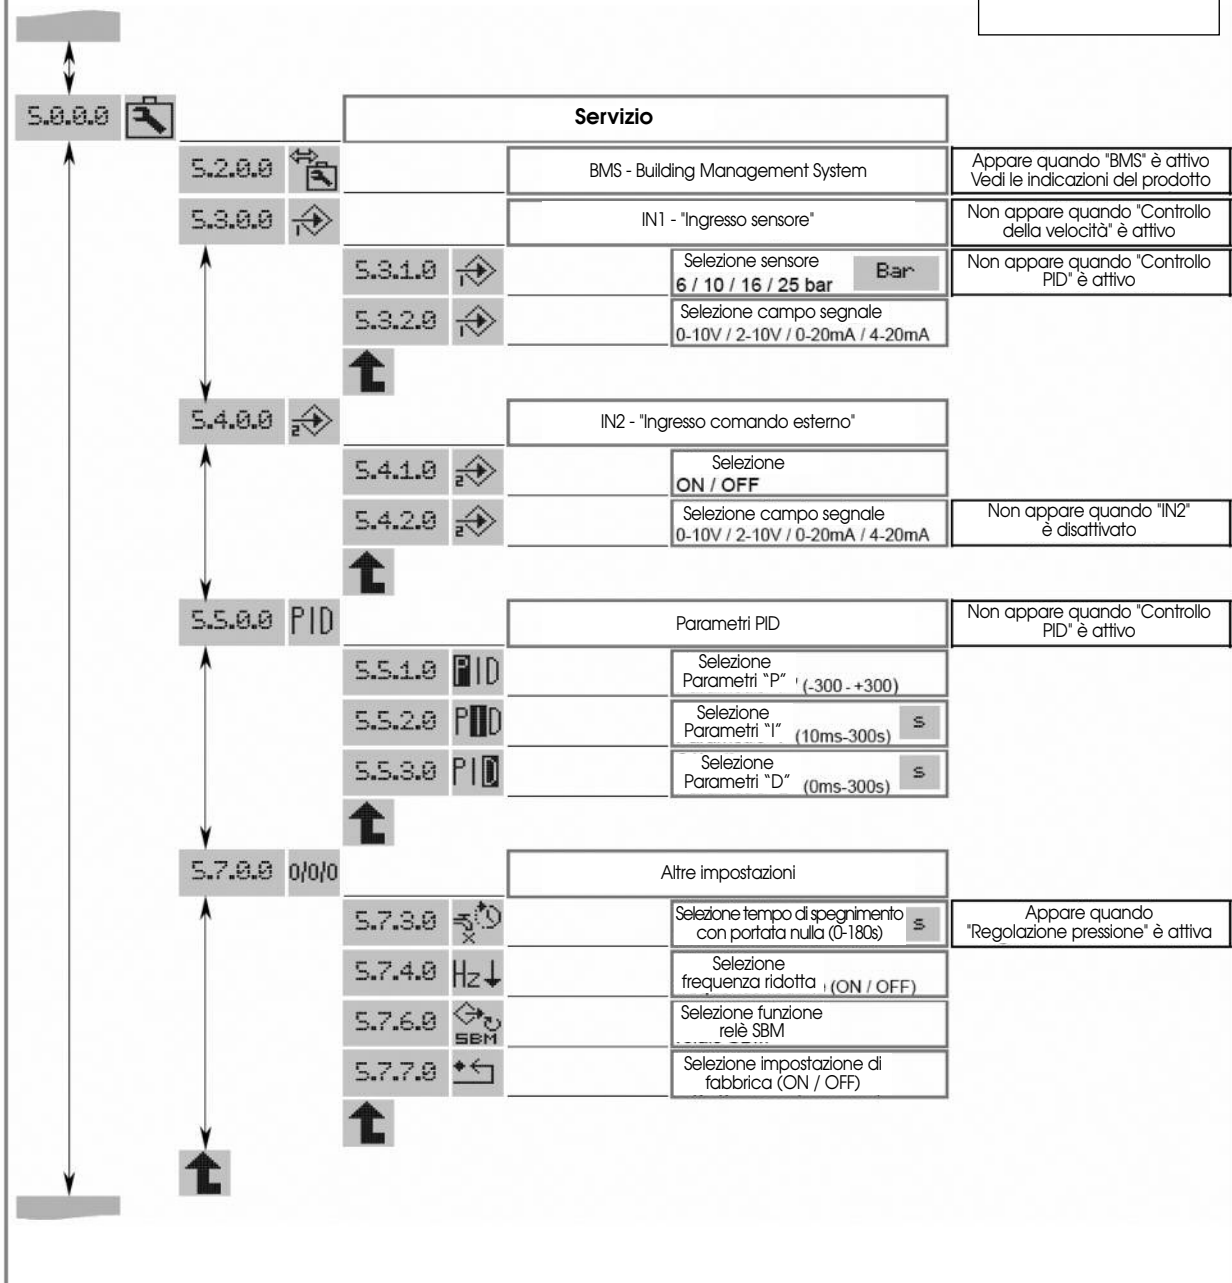 5.0.0.0
Servizio
5.2.0.0
BMS - Building Management System
Appare quando "BMS" è attivo
Vedi le indicazioni del prodotto
5.3.0.0
1
IN1 - "Ingresso sensore"
Non appare quando "Controllo
della velocità" è attivo
5.3.1.0
1
Selezione sensore
6 / 10 / 16 / 25 bar
Bar
Non appare quando "Controllo
PID" è attivo
5.3.2.0
1
Selezione campo segnale
0-10V / 2-10V / 0-20mA / 4-20mA
5.4.0.0
2
IN2 - "Ingresso comando esterno"
5.4.1.0
2
Selezione
ON / OFF
5.4.2.0
2
Selezione campo segnale
0-10V / 2-10V / 0-20mA / 4-20mA
Non appare quando "IN2"
è disattivato
5.5.0.0
PID
Parametri PID
Non appare quando "Controllo
PID" è attivo
5.5.1.0
PID
Selezione
Parametri "P" (-300 - +300)
5.5.2.0
PID
Selezione
Parametri "I" (10ms-300s)
s
5.5.3.0
PID
Selezione
Parametri "D" (0ms-300s)
s
5.7.0.0
0/0/0
Altre impostazioni
5.7.3.0
x
Selezione tempo di spegnimento
con portata nulla (0-180s)
s
Appare quando
"Regolazione pressione" è attiva
5.7.4.0
Hz
Selezione
frequenza ridotta (ON / OFF)
5.7.6.0
SBM
Selezione funzione
relè SBM
5.7.7.0
Selezione impostazione di
fabbrica (ON / OFF)